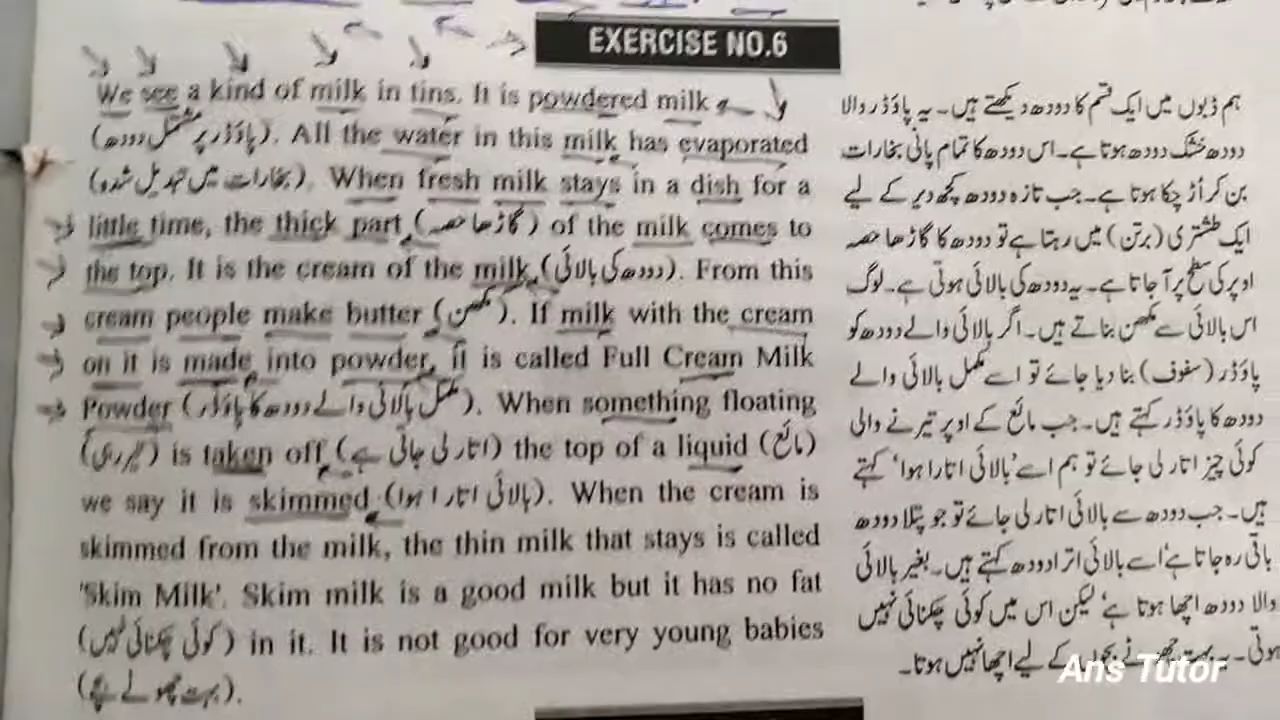 EXERCISE NO.6
We see a kind of milk in tins. It is powdered milk
(پاؤڈر پر مشتمل دودھ). All the water in this milk has evaporated
(بخارات میں تبدیل شدہ). When fresh milk stays in a dish for a
little time, the thick part (گاڑھا حصہ) of the milk comes to
the top. It is the cream of the milk (دودھ کی بالائی). From this
cream people make butter (مکھن). If milk with the cream
on it is made into powder, it is called Full Cream Milk
Powder (مکمل بالائی والے دودھ کا پاؤڈر). When something floating
is taken off (اتار لی جاتی ہے) the top of a liquid (مائع)
we say it is skimmed (بالائی اتارا ہوا). When the cream is
skimmed from the milk, the thin milk that stays is called
'Skim Milk'. Skim milk is a good milk but it has no fat
(کوئی چکنائی نہیں) in it. It is not good for very young babies
(بہت چھوٹے بچے).
ہم ڈبوں میں ایک قسم کا دودھ دیکھتے ہیں۔ یہ پاؤڈر والا
دودھ خشک دودھ ہوتا ہے۔ اس دودھ کا تمام پانی بخارات
بن کر اُڑ چکا ہوتا ہے۔ جب تازہ دودھ کچھ دیر کے لیے
ایک طشتری (برتن) میں رہتا ہے تو دودھ کا گاڑھا حصہ
اوپر کی سطح پر آ جاتا ہے۔ یہ دودھ کی بالائی ہوتی ہے۔ لوگ
اس بالائی سے مکھن بناتے ہیں۔ اگر بالائی والے دودھ کو
پاؤڈر (سفوف) بنا دیا جائے تو اسے مکمل بالائی والے
دودھ کا پاؤڈر کہتے ہیں۔ جب مائع کے اوپر تیرنے والی
کوئی چیز اتار لی جائے تو ہم اسے 'بالائی اتارا ہوا' کہتے
ہیں۔ جب دودھ سے بالائی اتار لی جائے تو جو پتلا دودھ
باقی رہ جاتا ہے' اسے بالائی اترا دودھ کہتے ہیں۔ بغیر بالائی
والا دودھ اچھا ہوتا ہے' لیکن اس میں کوئی چکنائی نہیں
ہوتی۔ یہ بہت چھوٹے بچوں کے لیے اچھا نہیں ہوتا۔
Ans Tutor